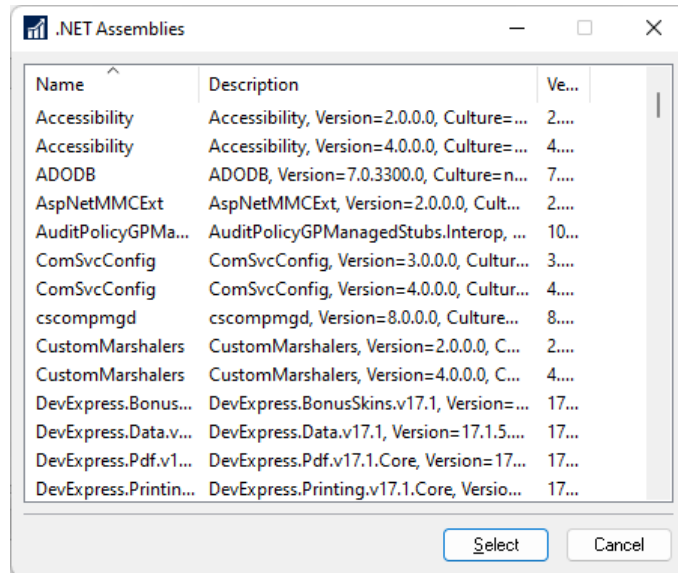 .NET Assemblies
Name Description Ve...
Accessibility Accessibility, Version=2.0.0.0, Culture=... 2....
Accessibility Accessibility, Version=4.0.0.0, Culture=... 4....
ADODB ADODB, Version=7.0.3300.0, Culture=n... 7....
AspNetMMCExt AspNetMMCExt, Version=2.0.0.0, Cult... 2....
AuditPolicyGPMa... AuditPolicyGPManagedStubs.Interop, ... 10...
ComSvcConfig ComSvcConfig, Version=3.0.0.0, Cultur... 3....
ComSvcConfig ComSvcConfig, Version=4.0.0.0, Cultur... 4....
cscompmgd cscompmgd, Version=8.0.0.0, Culture... 8....
CustomMarshalers CustomMarshalers, Version=2.0.0.0, C... 2....
CustomMarshalers CustomMarshalers, Version=4.0.0.0, C... 4....
DevExpress.Bonus... DevExpress.BonusSkins.v17.1, Version=... 17...
DevExpress.Data.v... DevExpress.Data.v17.1, Version=17.1.5.... 17...
DevExpress.Pdf.v1... DevExpress.Pdf.v17.1.Core, Version=17... 17...
DevExpress.Printin... DevExpress.Printing.v17.1.Core, Versio... 17...
Select Cancel